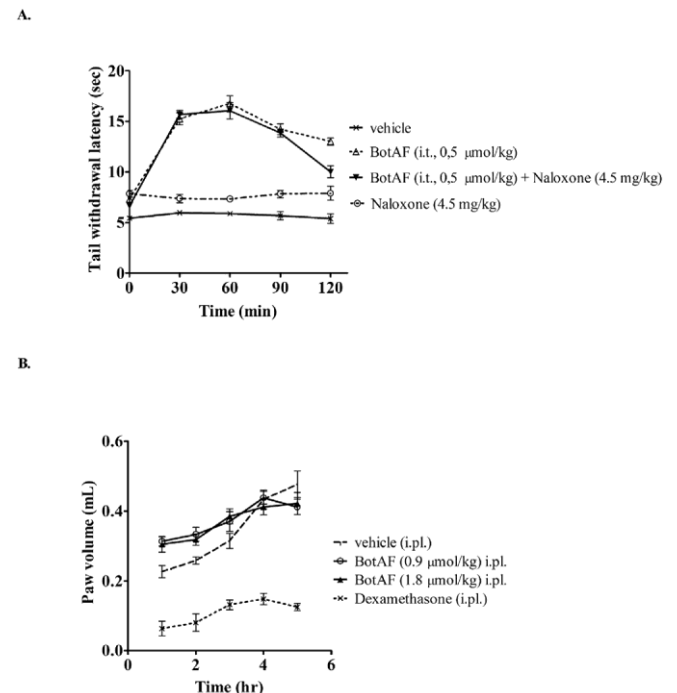 A.
Tail withdrawal latency (sec)
20
15
10
5
0
0 30 60 90 120
Time (min)
vehicle
BotAF (i.t., 0,5 μmol/kg)
BotAF (i.t., 0,5 μmol/kg) + Naloxone (4.5 mg/kg)
Naloxone (4.5 mg/kg)
B.
Paw volume (mL)
0.6
0.4
0.2
0.0
0 2 4 6
Time (hr)
vehicle (i.pl.)
BotAF (0.9 μmol/kg) i.pl.
BotAF (1.8 μmol/kg) i.pl.
Dexamethasone (i.pl.)